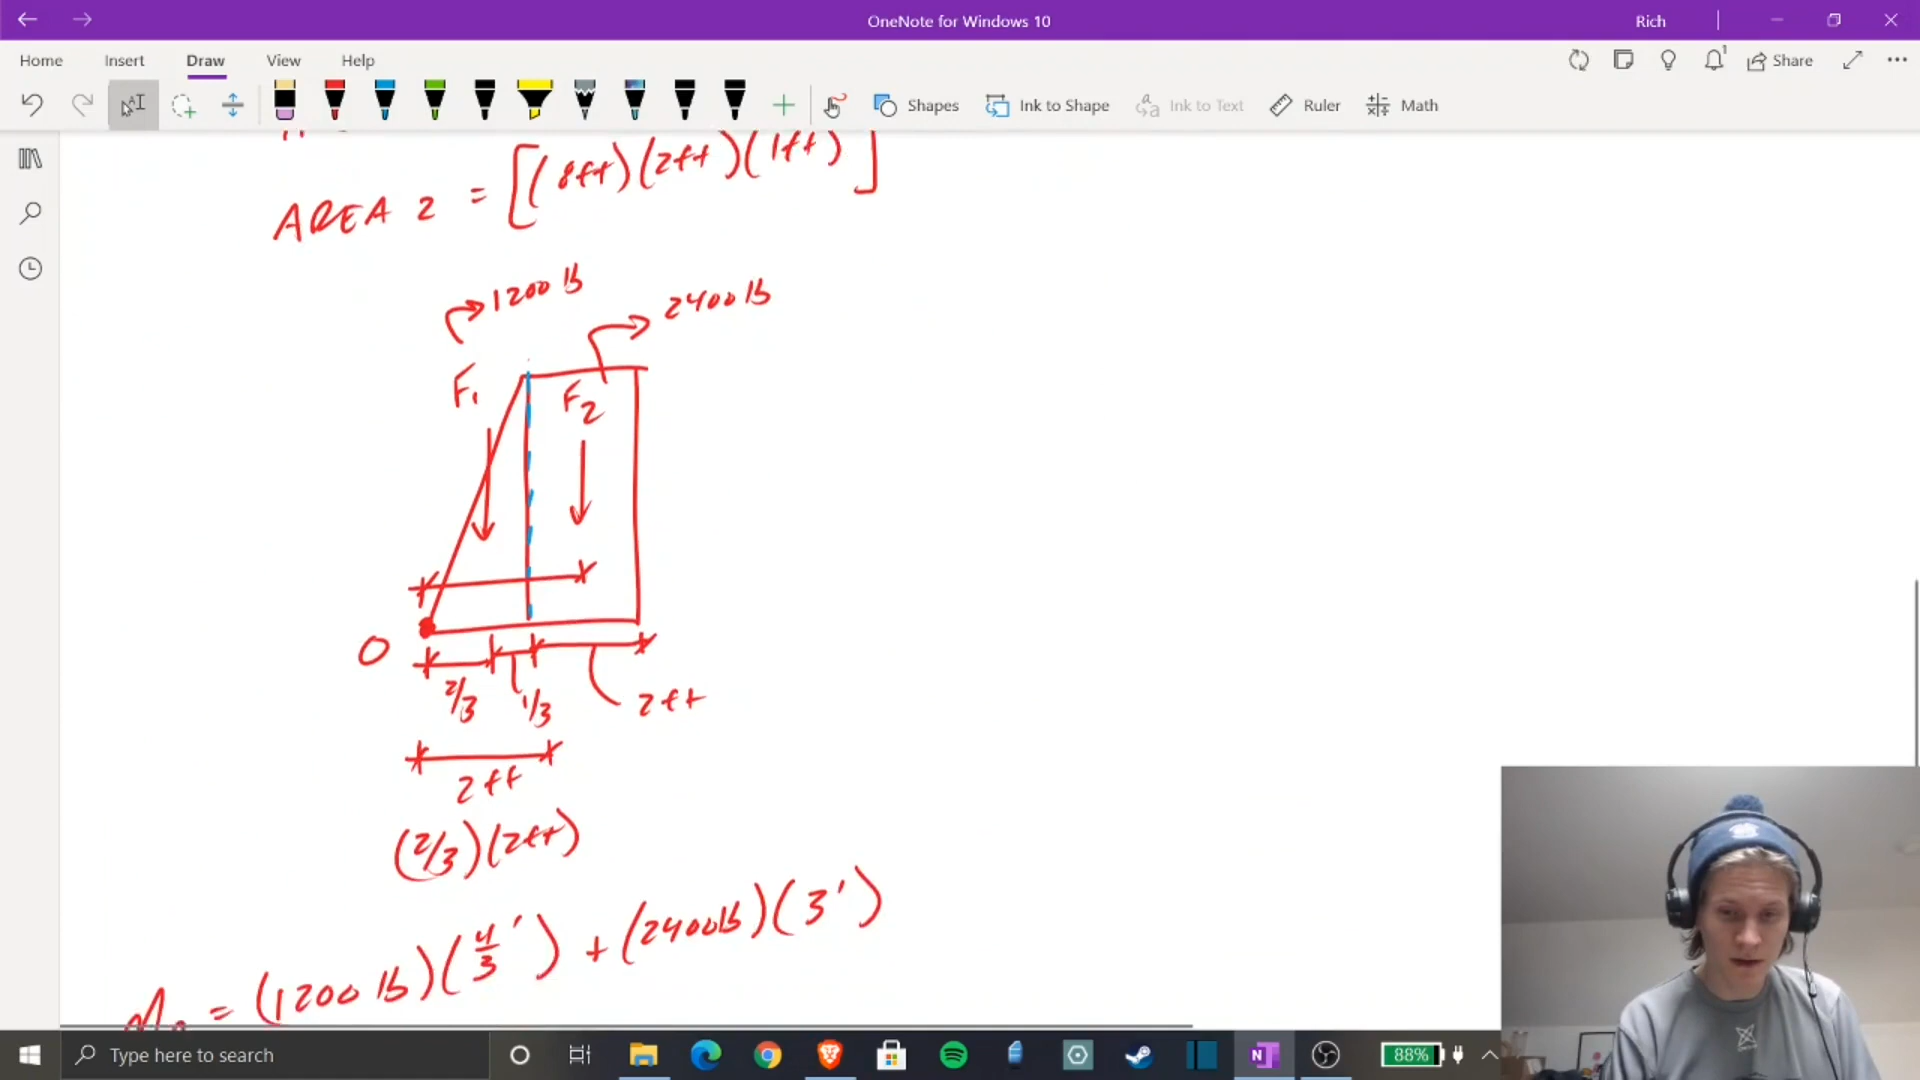 OneNote for Windows 10
Rich
Home Insert Draw View Help
Share
Shapes Ink to Shape Ink to Text Ruler Math
AREA 2 = [(8ft)(2ft)(1ft)]
1200 lb
2400 lb
F1
F2
O
2/3
1/3
2ft
2ft
(2/3)(2ft)
Mo = (1200 lb)(4/3') + (2400lb)(3')
Type here to search
88%